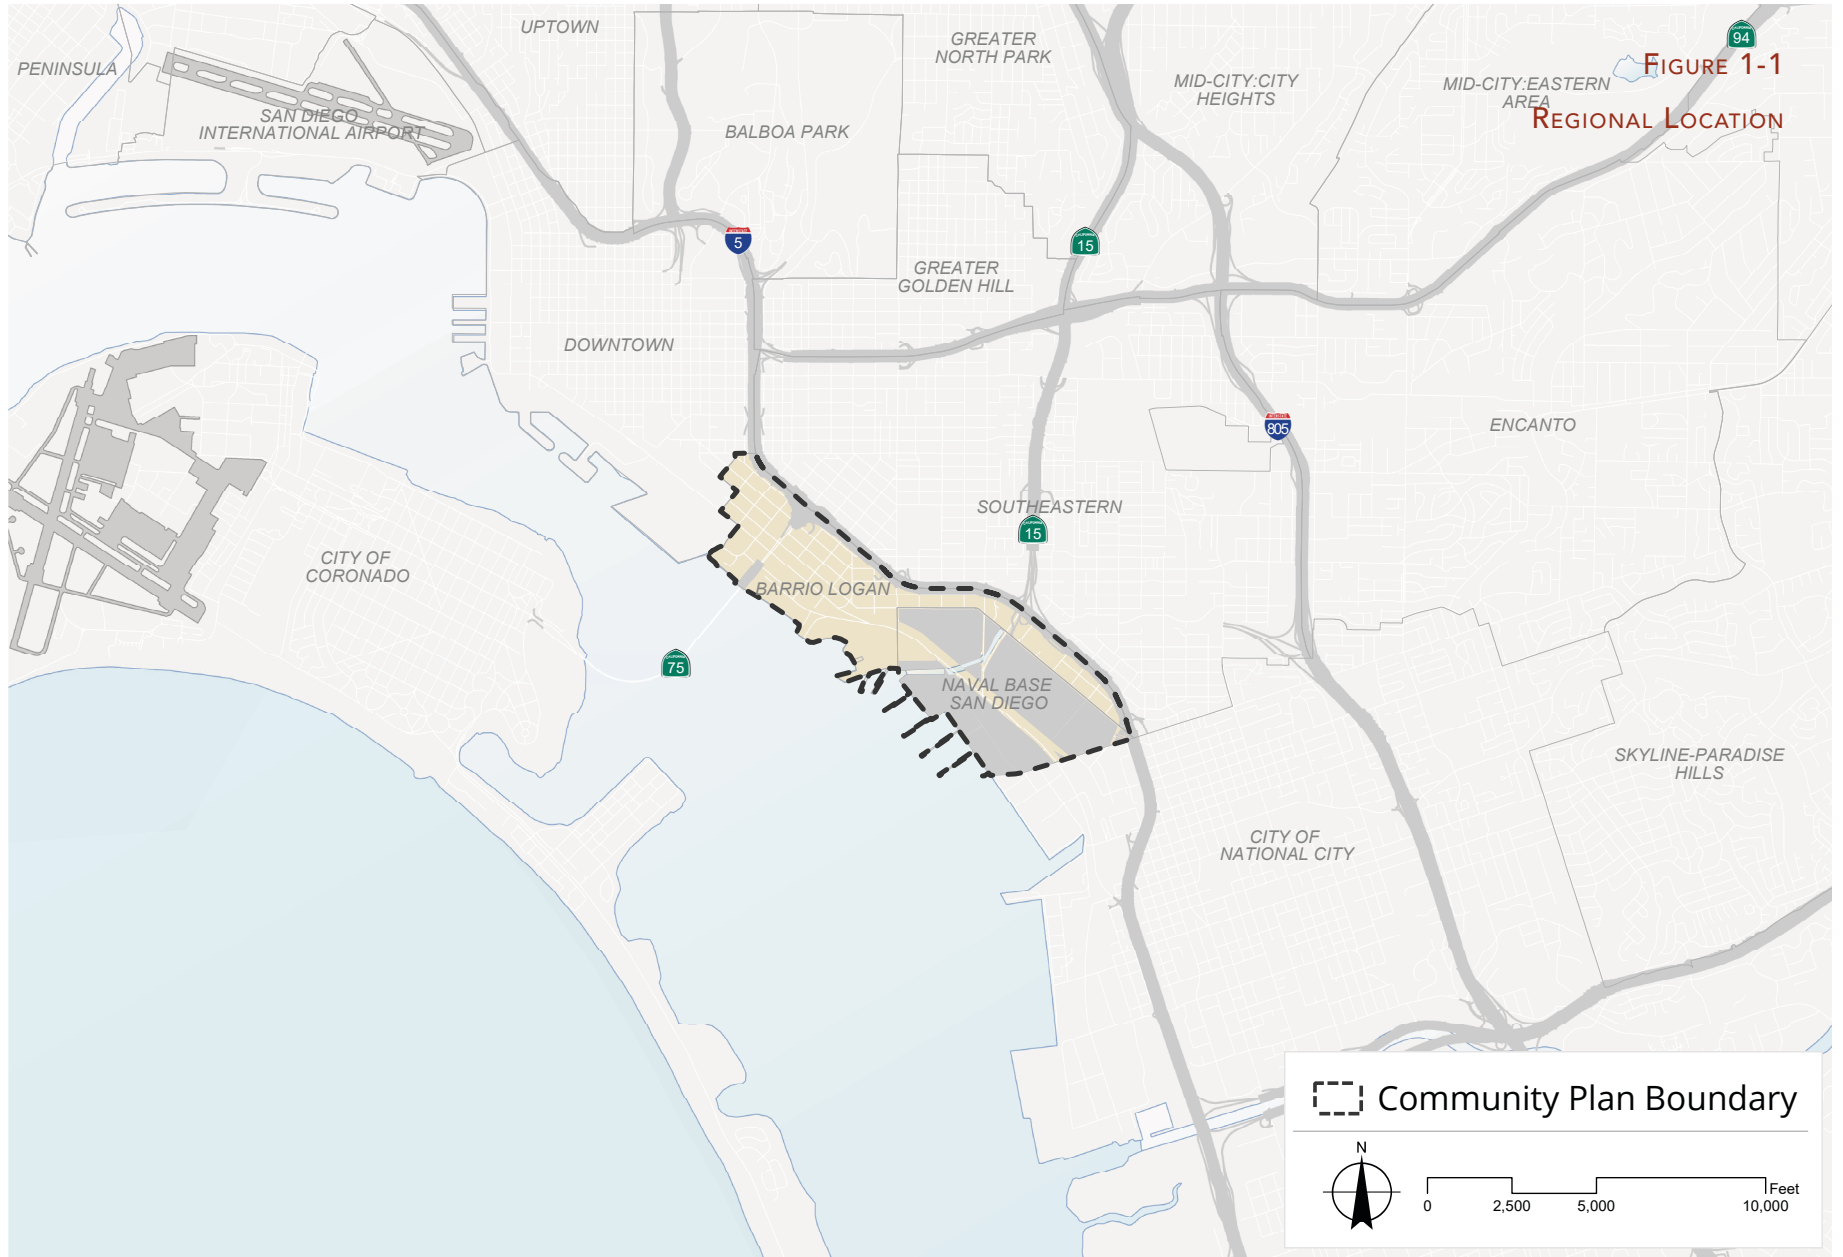 UPTOWN
GREATER
NORTH PARK
94
PENINSULA
FIGURE 1-1
MID-CITY:CITY
HEIGHTS
MID-CITY:EASTERN
AREA
REGIONAL LOCATION
SAN DIEGO
INTERNATIONAL AIRPORT
BALBOA PARK
5
CALIFORNIA
15
GREATER
GOLDEN HILL
DOWNTOWN
805
ENCANTO
SOUTHEASTERN
CALIFORNIA
15
CITY OF
CORONADO
BARRIO LOGAN
CALIFORNIA
75
NAVAL BASE
SAN DIEGO
SKYLINE-PARADISE
HILLS
CITY OF
NATIONAL CITY
Community Plan Boundary
N
Feet
0 2,500 5,000 10,000